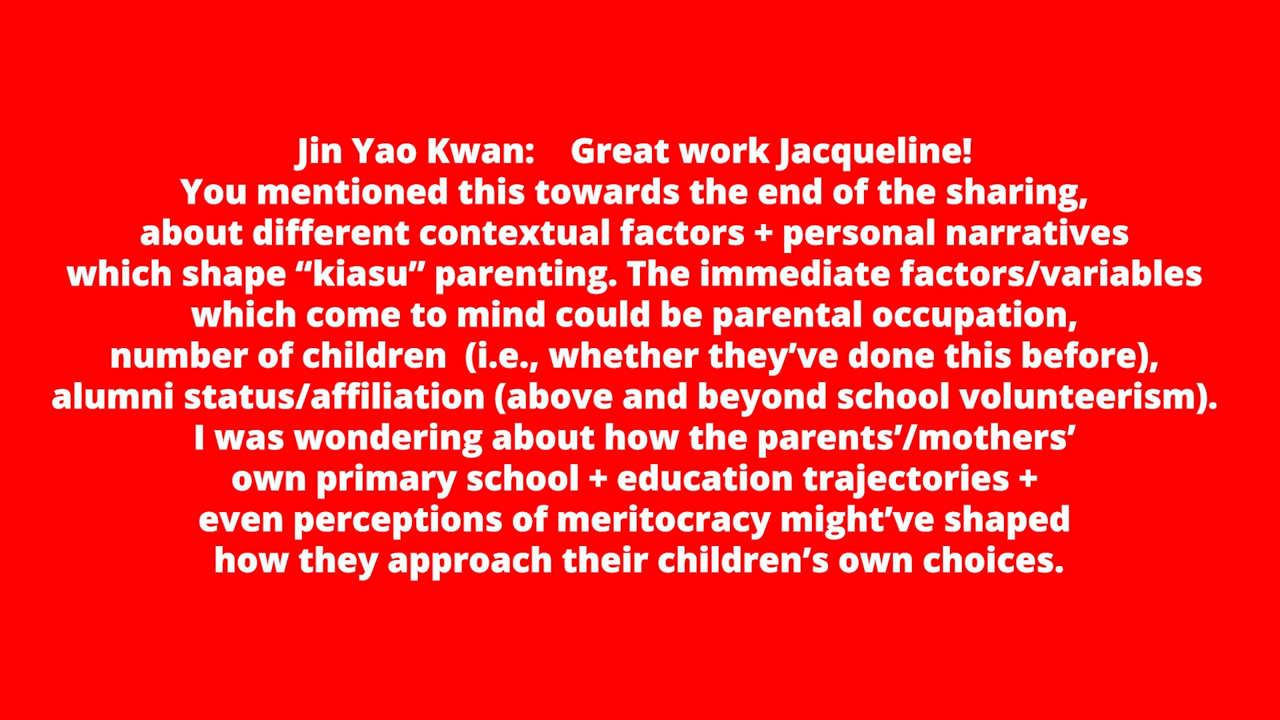 Jin Yao Kwan:    Great work Jacqueline!
You mentioned this towards the end of the sharing,
about different contextual factors + personal narratives
which shape “kiasu” parenting. The immediate factors/variables
which come to mind could be parental occupation,
number of children  (i.e., whether they’ve done this before),
alumni status/affiliation (above and beyond school volunteerism).
I was wondering about how the parents’/mothers’
own primary school + education trajectories +
even perceptions of meritocracy might’ve shaped
how they approach their children’s own choices.